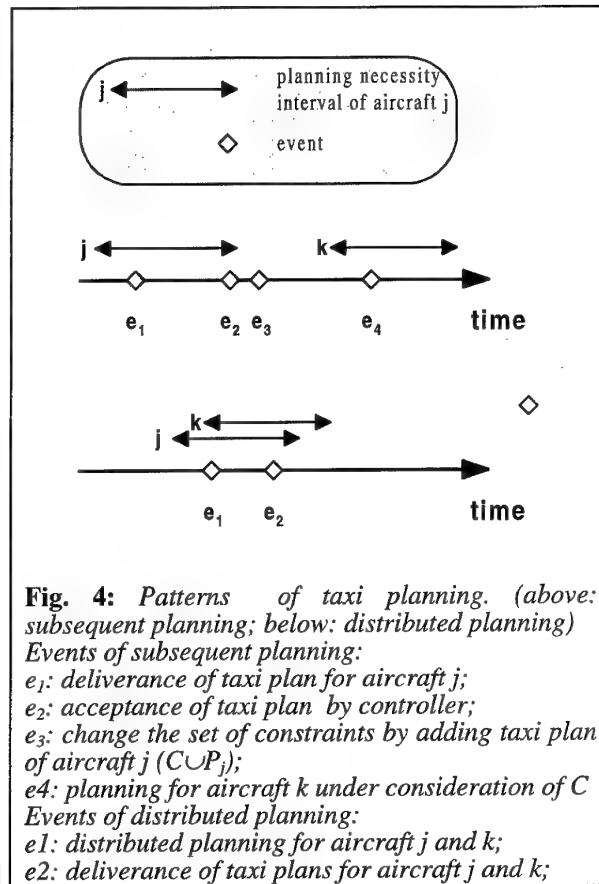 j planning necessity
interval of aircraft j
event
j k
e₁ e₂ e₃ e₄ time
k
j
e₁ e₂ time
Fig. 4: Patterns of taxi planning. (above:
subsequent planning; below: distributed planning)
Events of subsequent planning:
e₁: deliverance of taxi plan for aircraft j;
e₂: acceptance of taxi plan by controller;
e₃: change the set of constraints by adding taxi plan
of aircraft j (C∪Pⱼ);
e4: planning for aircraft k under consideration of C
Events of distributed planning:
e1: distributed planning for aircraft j and k;
e2: deliverance of taxi plans for aircraft j and k;